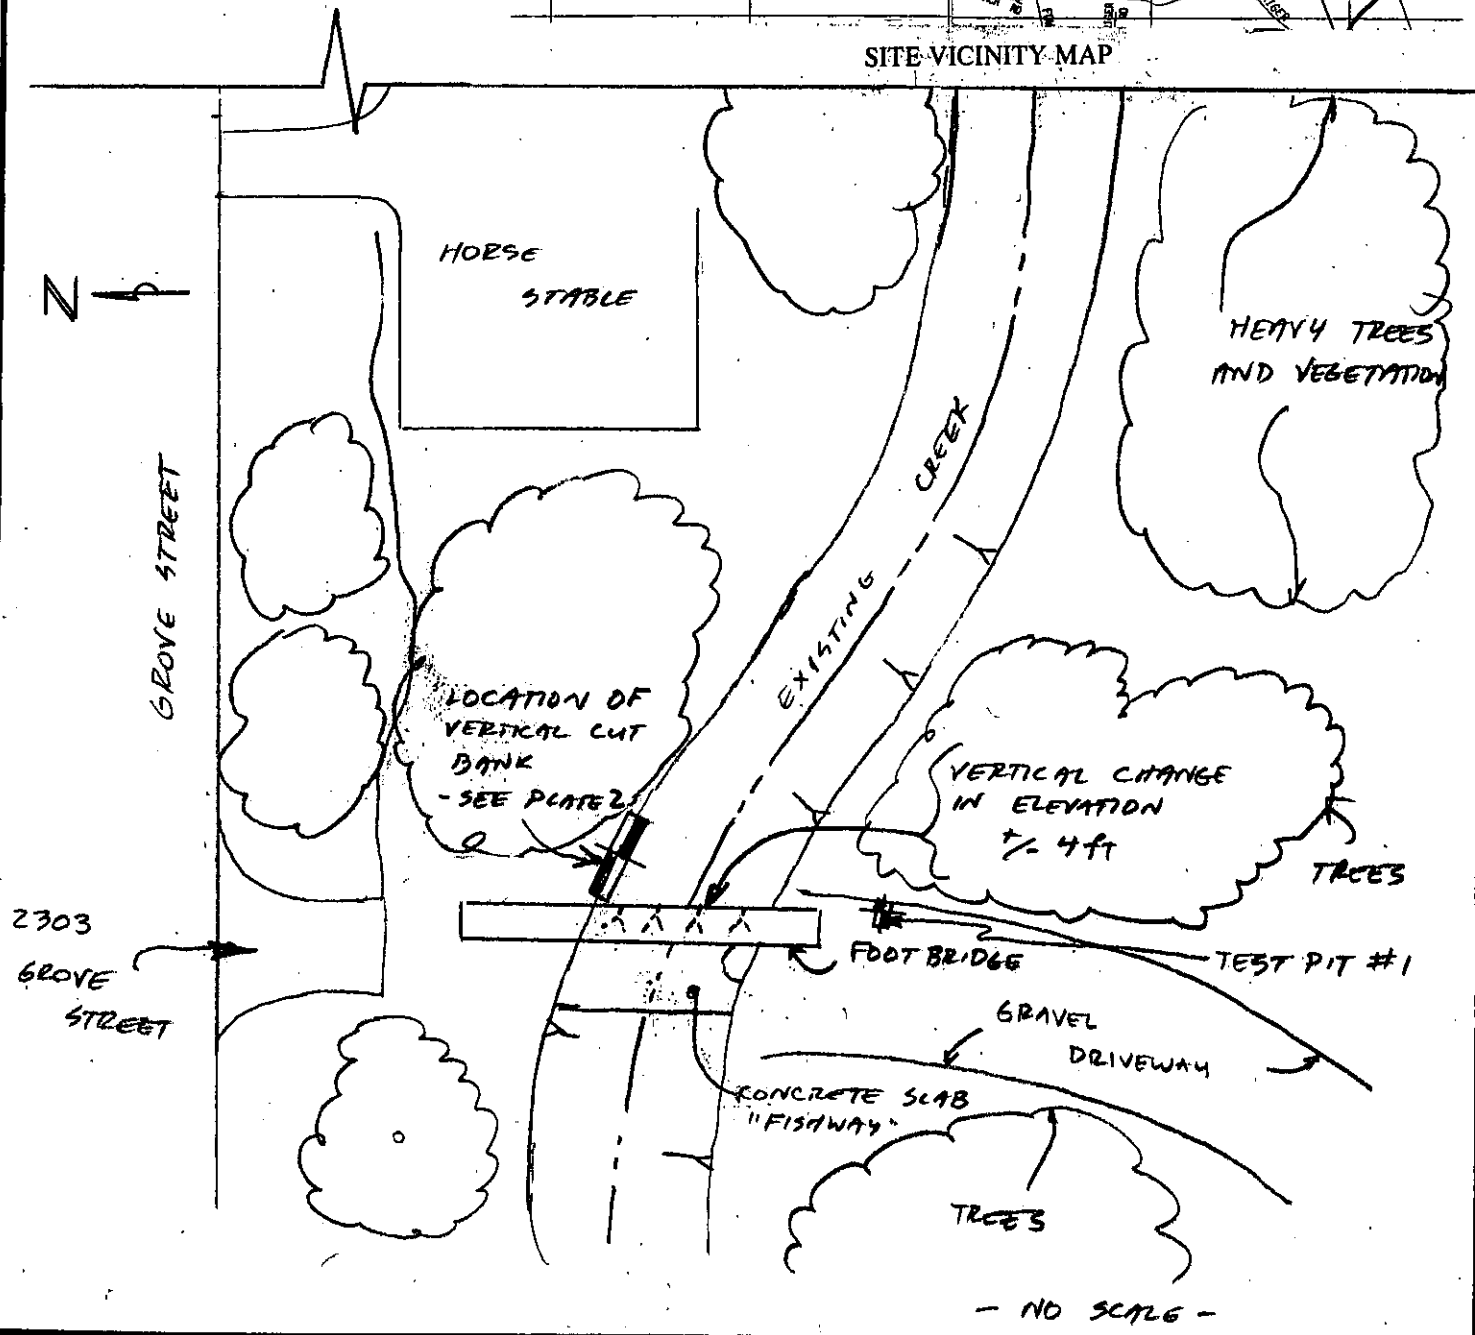 SITE VICINITY MAP
HORSE
STABLE
N
HEAVY TREES
AND VEGETATION
CREEK
EXISTING
GROVE STREET
LOCATION OF
VERTICAL CUT
BANK
- SEE PLATE 2
VERTICAL CHANGE
IN ELEVATION
+/- 4 ft
TREES
2303
GROVE
STREET
FOOT BRIDGE
TEST PIT #1
GRAVEL
DRIVEWAY
CONCRETE SLAB
"FISHWAY"
TREES
- NO SCALE -